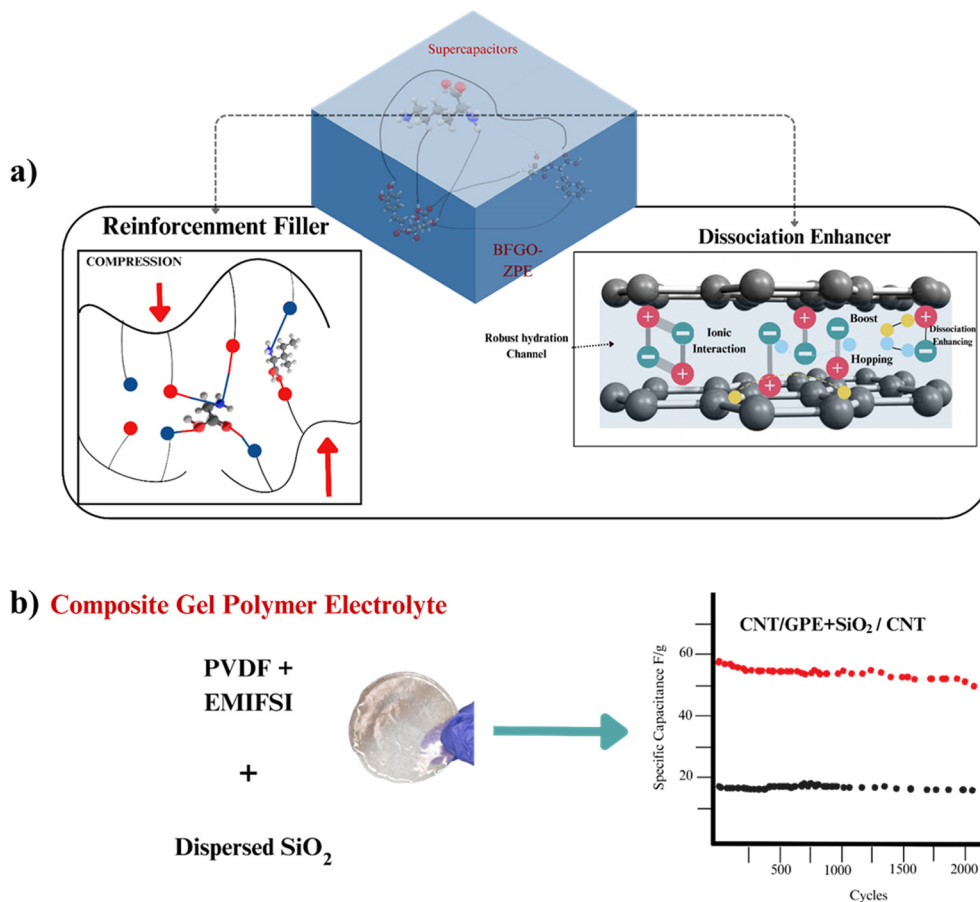 a)
Supercapacitors
BFGO-
ZPE
Reinforcenment Filler
COMPRESSION
Dissociation Enhancer
Robust hydration
Channel
Ionic
Interaction
Boost
Hopping
Dissociation
Enhancing
+
−
−
+
−
+
+
−
−
+
+
−
b) Composite Gel Polymer Electrolyte
PVDF +
EMIFSI
+
Dispersed SiO2
CNT/GPE+SiO2 / CNT
Specific Capacitance F/g
60
40
20
500
1000
1500
2000
Cycles